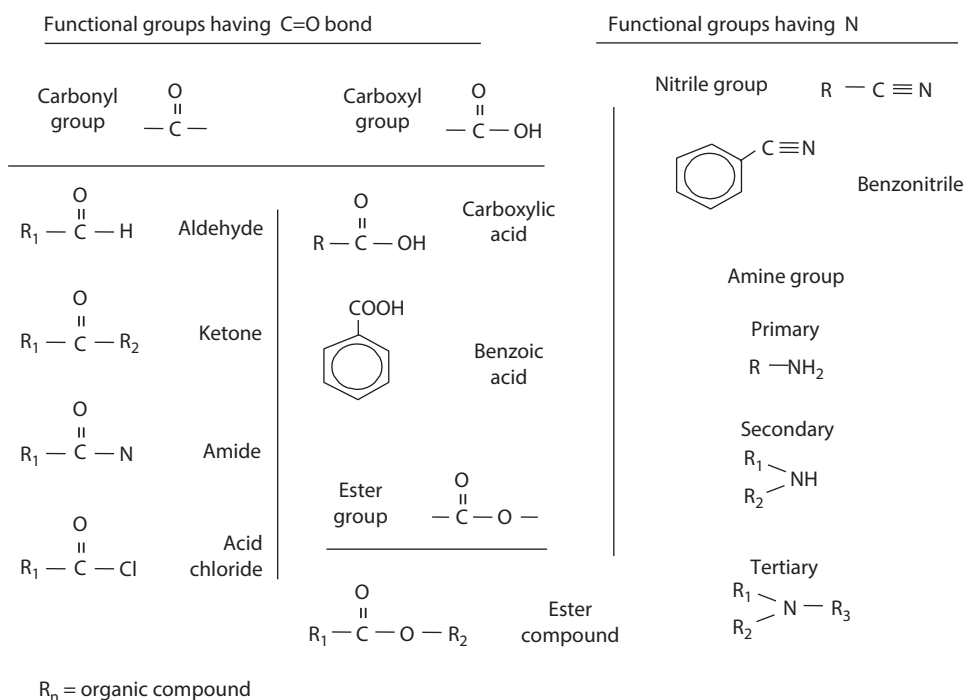 Functional groups having C=O bond
Functional groups having N
Carbonyl
group
O
— C —
Carboxyl
group
O
— C — OH
O
R₁ — C — H
Aldehyde
O
R₁ — C — R₂
Ketone
O
R₁ — C — N
Amide
O
R₁ — C — Cl
Acid
chloride
O
R — C — OH
Carboxylic
acid
COOH
Benzoic
acid
Ester
group
O
— C — O —
O
R₁ — C — O — R₂
Ester
compound
Nitrile group
R — C ≡ N
C ≡ N
Benzonitrile
Amine group
Primary
R — NH₂
Secondary
R₁
NH
R₂
Tertiary
R₁
N — R₃
R₂
Rₙ = organic compound